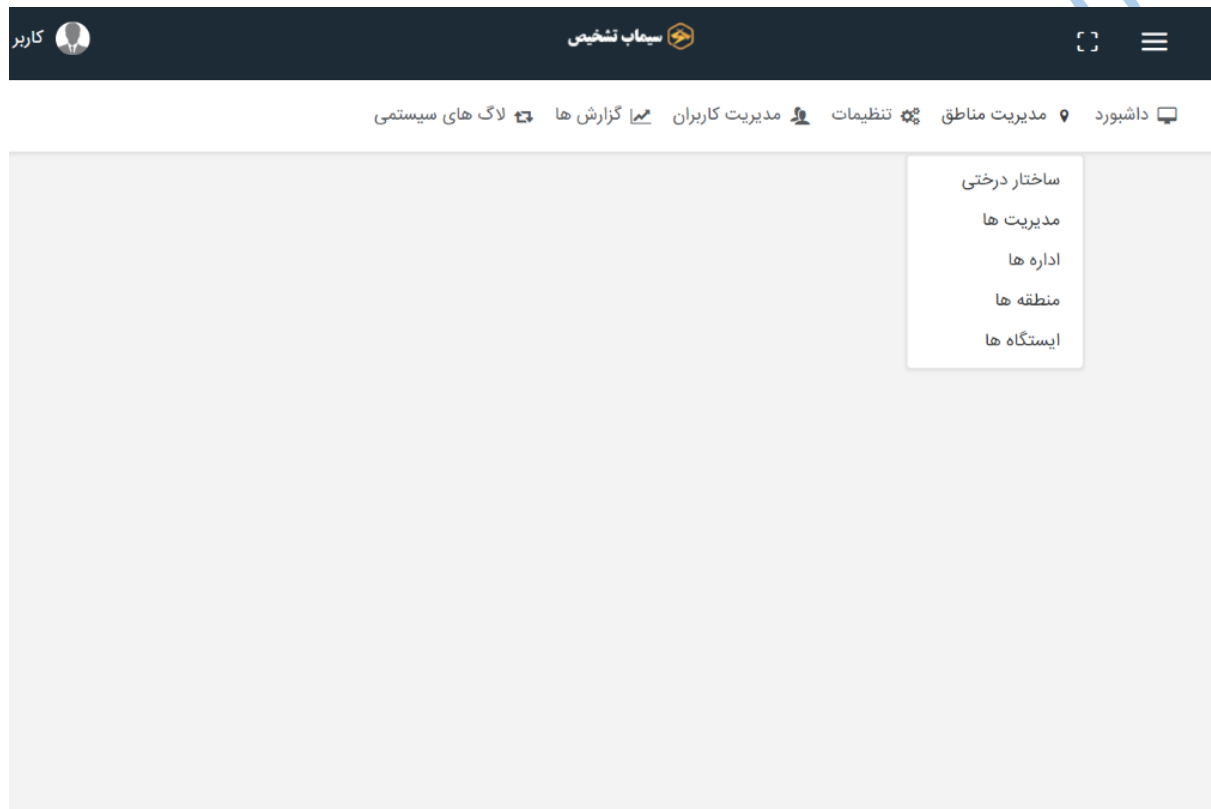 سیماب تشخیص
کاربر
داشبورد مدیریت مناطق تنظیمات مدیریت کاربران گزارش ها لاگ های سیستمی
ساختار درختی
مدیریت ها
اداره ها
منطقه ها
ایستگاه ها